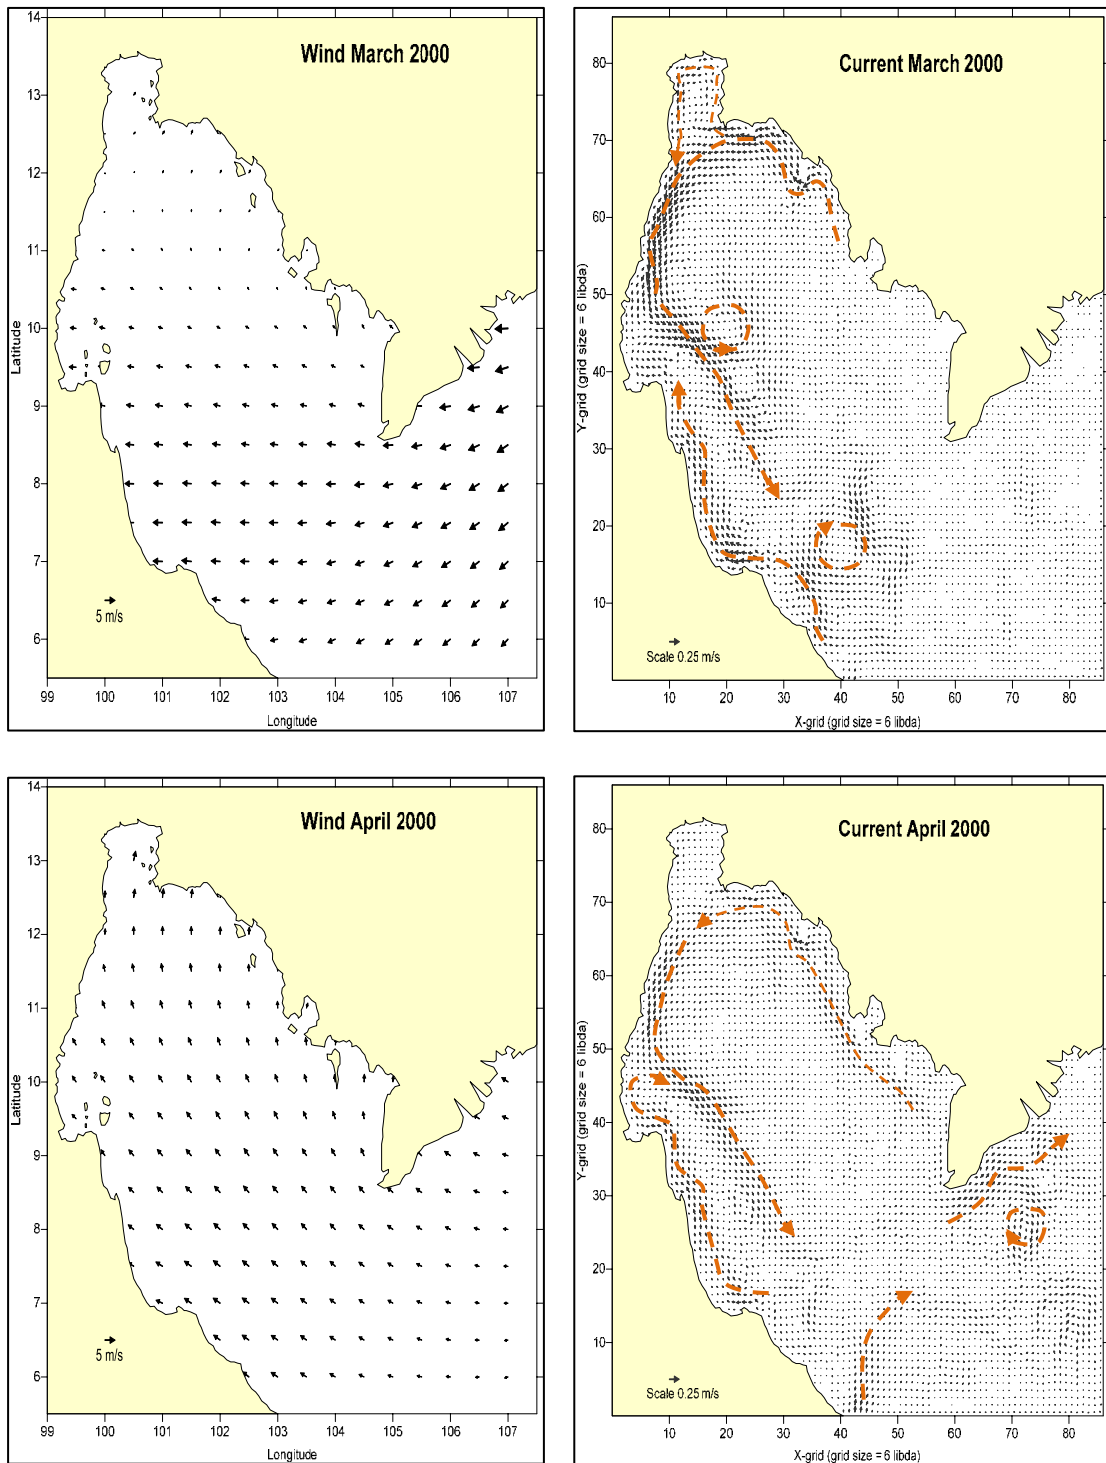 Wind March 2000
14
13
12
11
10
9
8
7
6
Latitude
5 m/s
99 100 101 102 103 104 105 106 107
Longitude
Current March 2000
80
70
60
50
40
30
20
10
Y-grid (grid size = 6 libda)
Scale 0.25 m/s
10 20 30 40 50 60 70 80
X-grid (grid size = 6 libda)
Wind April 2000
14
13
12
11
10
9
8
7
6
Latitude
5 m/s
99 100 101 102 103 104 105 106 107
Longitude
Current April 2000
80
70
60
50
40
30
20
10
Y-grid (grid size = 6 libda)
Scale 0.25 m/s
10 20 30 40 50 60 70 80
X-grid (grid size = 6 libda)